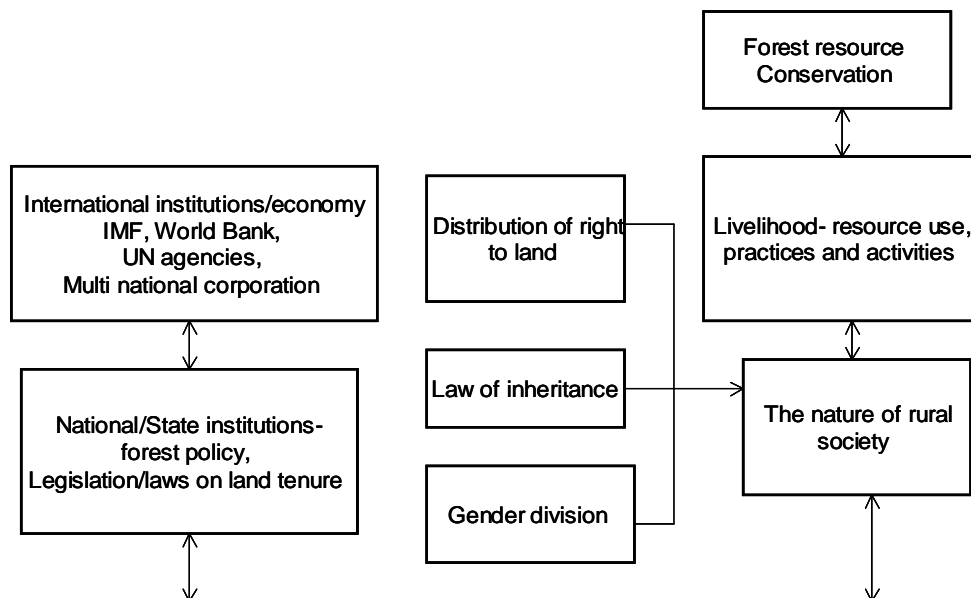 Forest resource
Conservation
International institutions/economy
IMF, World Bank,
UN agencies,
Multi national corporation
Distribution of right
to land
Livelihood- resource use,
practices and activities
National/State institutions-
forest policy,
Legislation/laws on land tenure
Law of inheritance
The nature of rural
society
Gender division